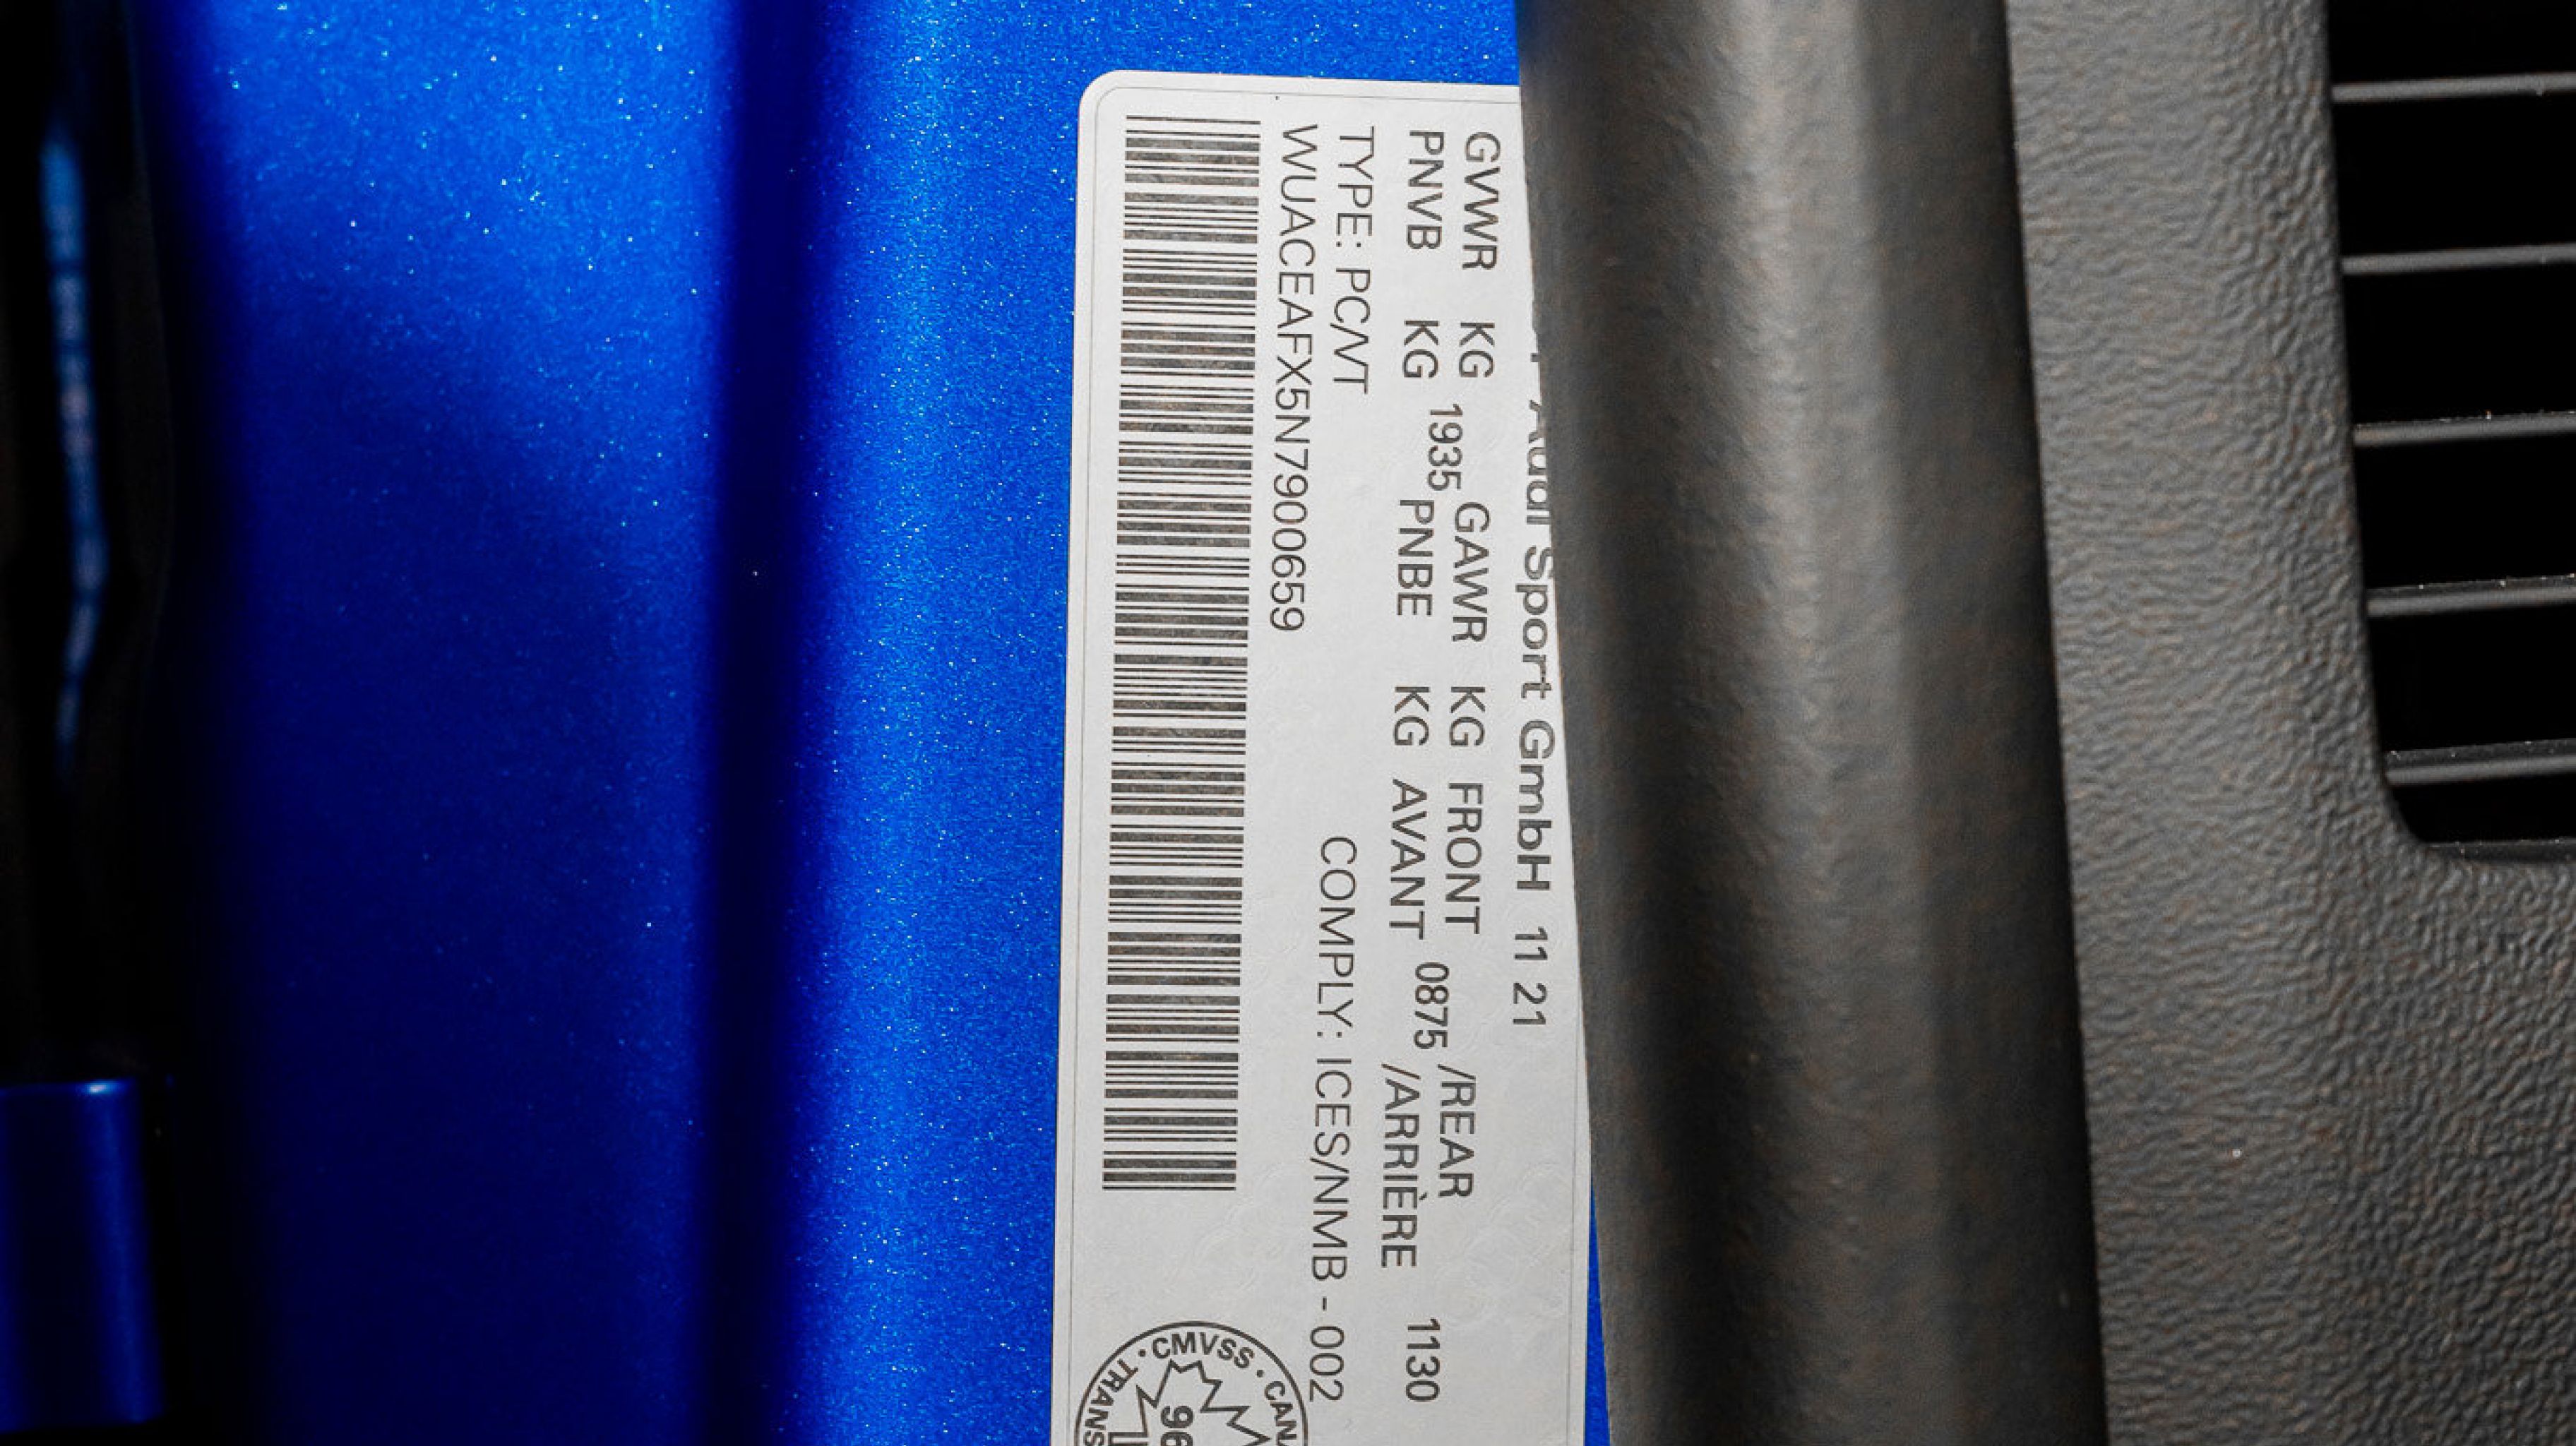 Audi Sport GmbH 11 21
GVWR KG 1935 GAWR KG FRONT 0875 /REAR 1130
PNVB KG PNBE KG AVANT /ARRIÈRE
TYPE: PC/VT COMPLY: ICES/NMB - 002
WUACEAFX5N7900659
CMVSS
96